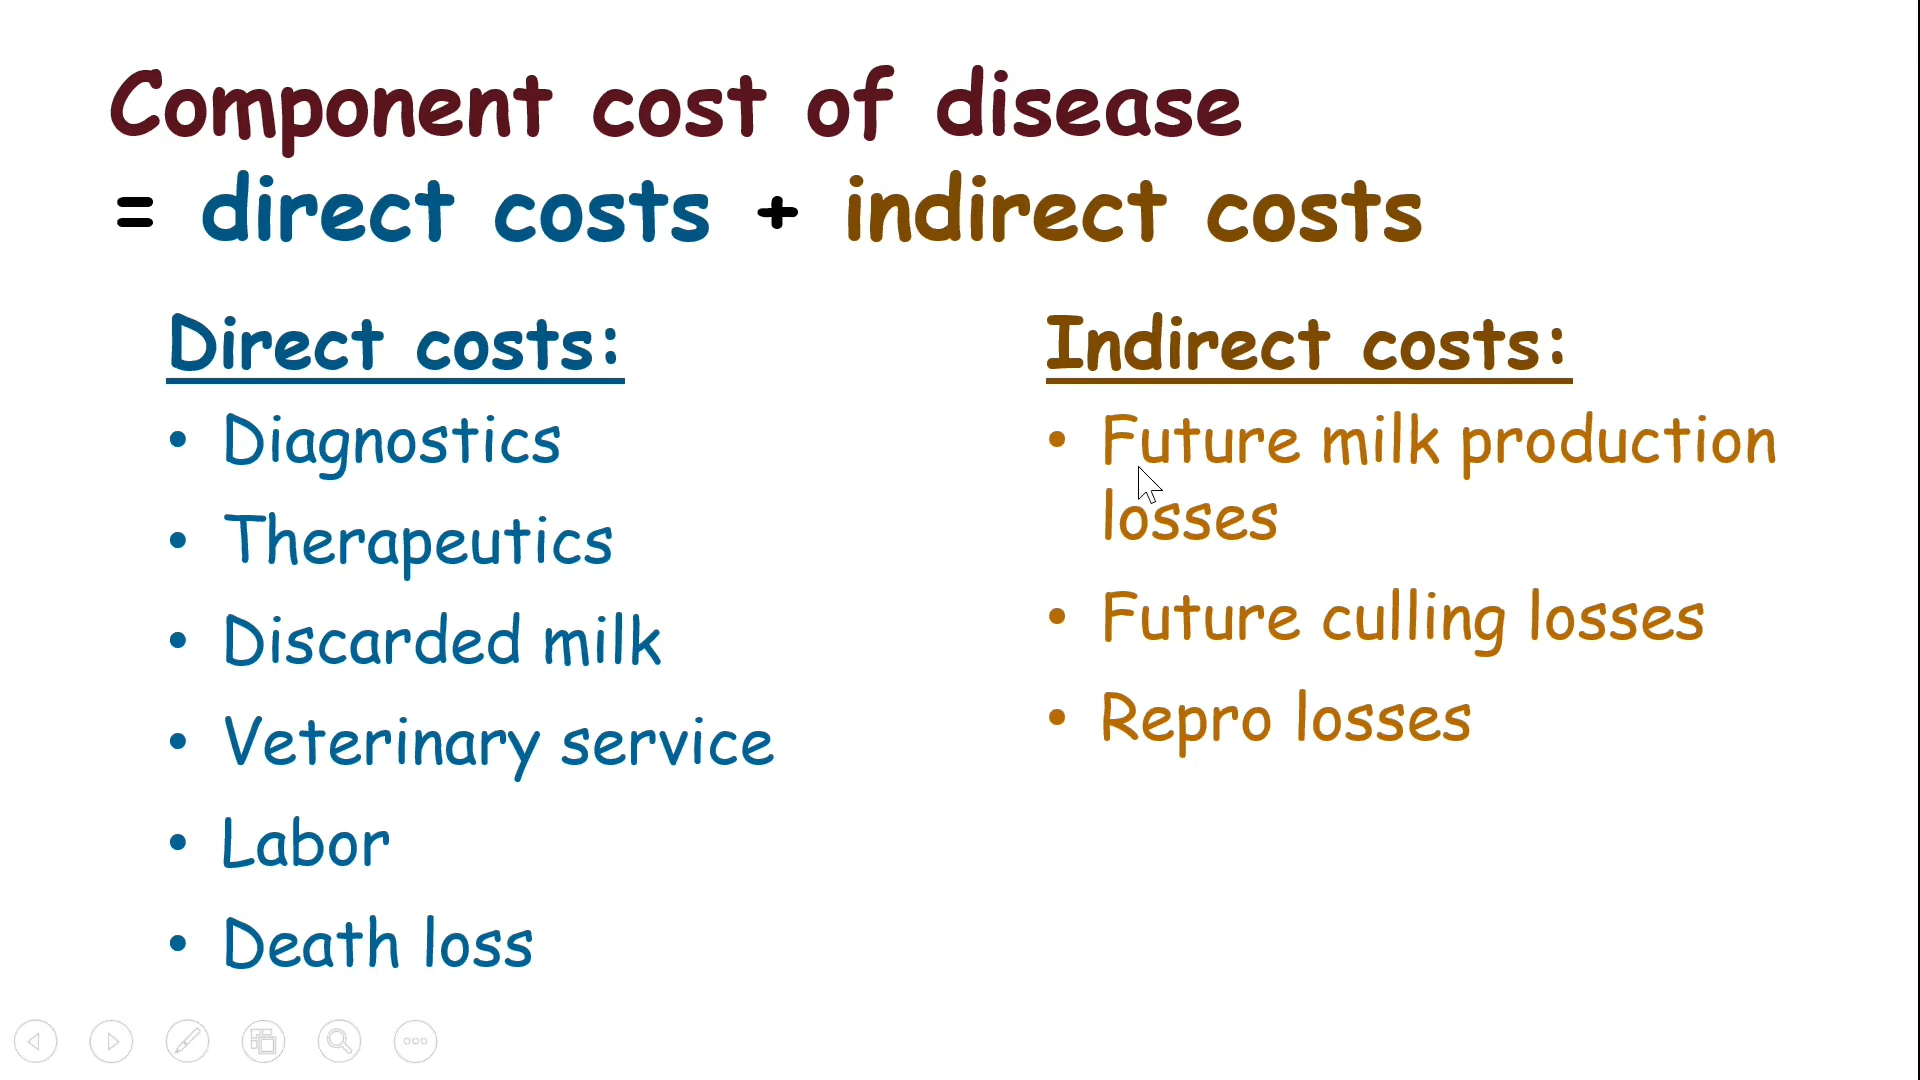 Component cost of disease
= direct costs + indirect costs
Direct costs:
• Diagnostics
• Therapeutics
• Discarded milk
• Veterinary service
• Labor
• Death loss
Indirect costs:
• Future milk production
losses
• Future culling losses
• Repro losses